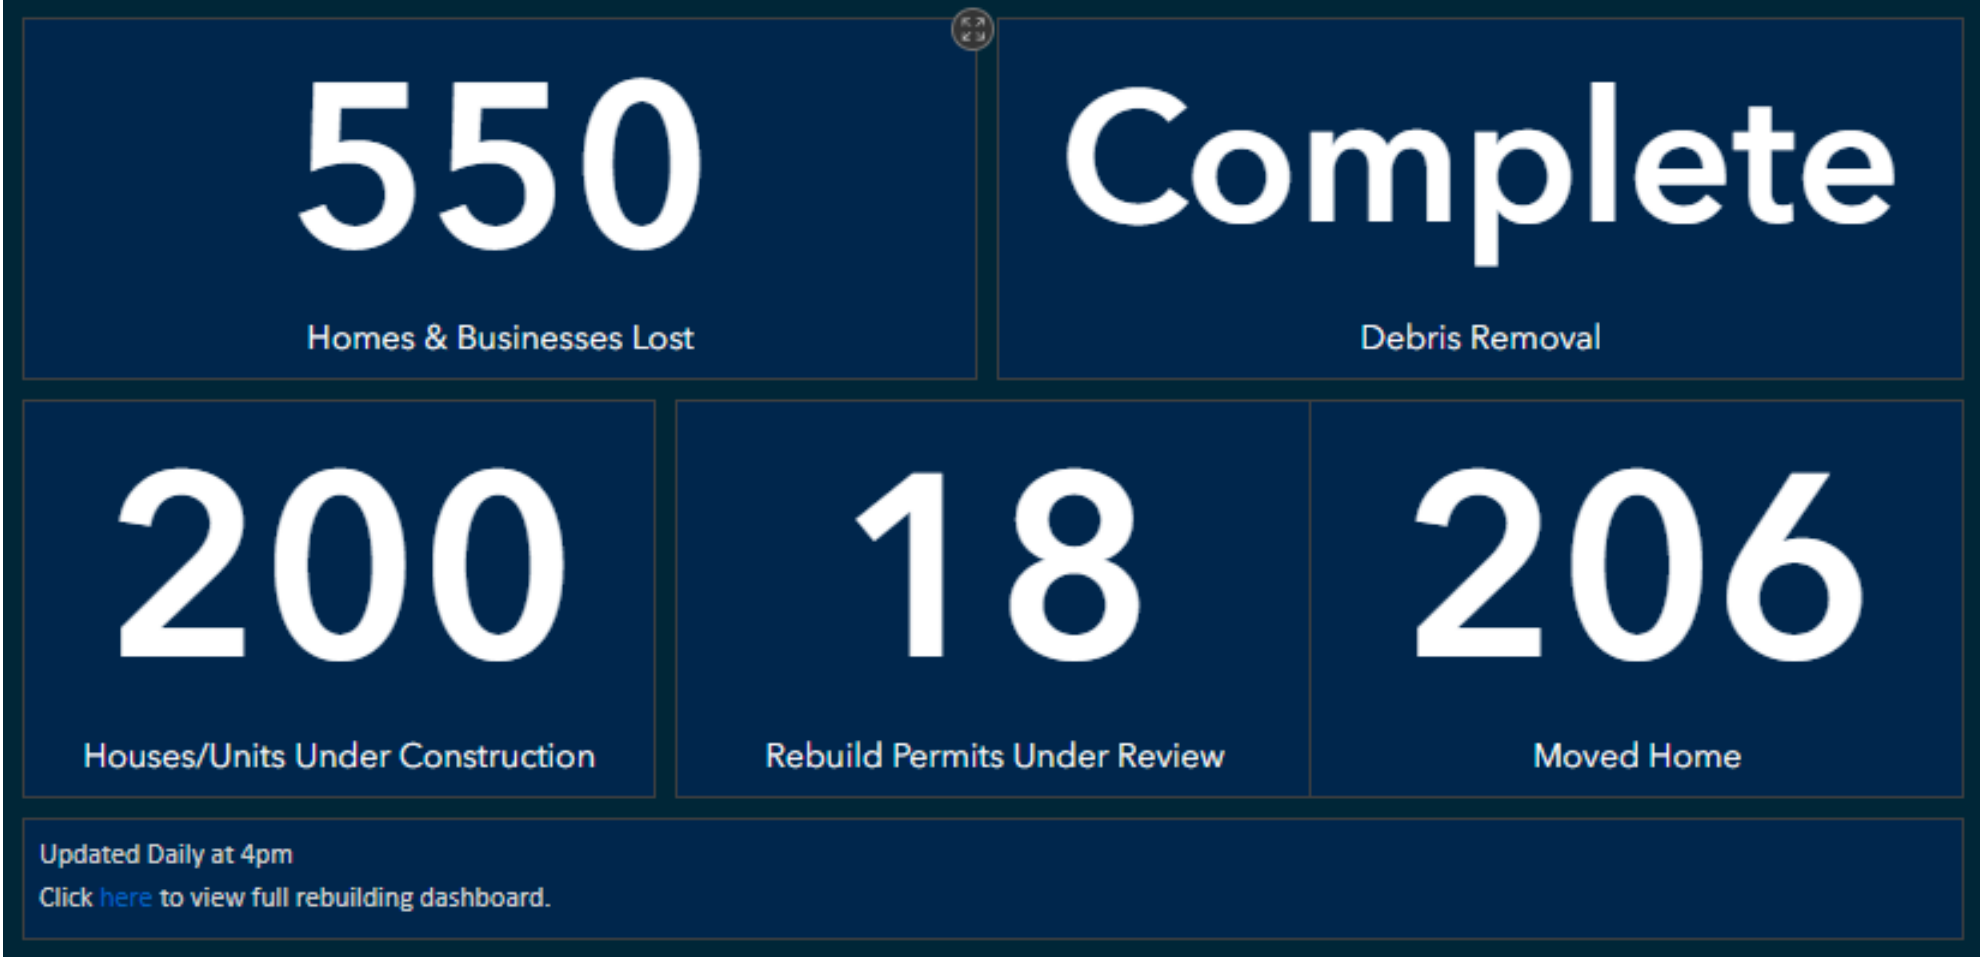 550
Homes & Businesses Lost
Complete
Debris Removal
200
Houses/Units Under Construction
18
Rebuild Permits Under Review
206
Moved Home
Updated Daily at 4pm
Click here to view full rebuilding dashboard.